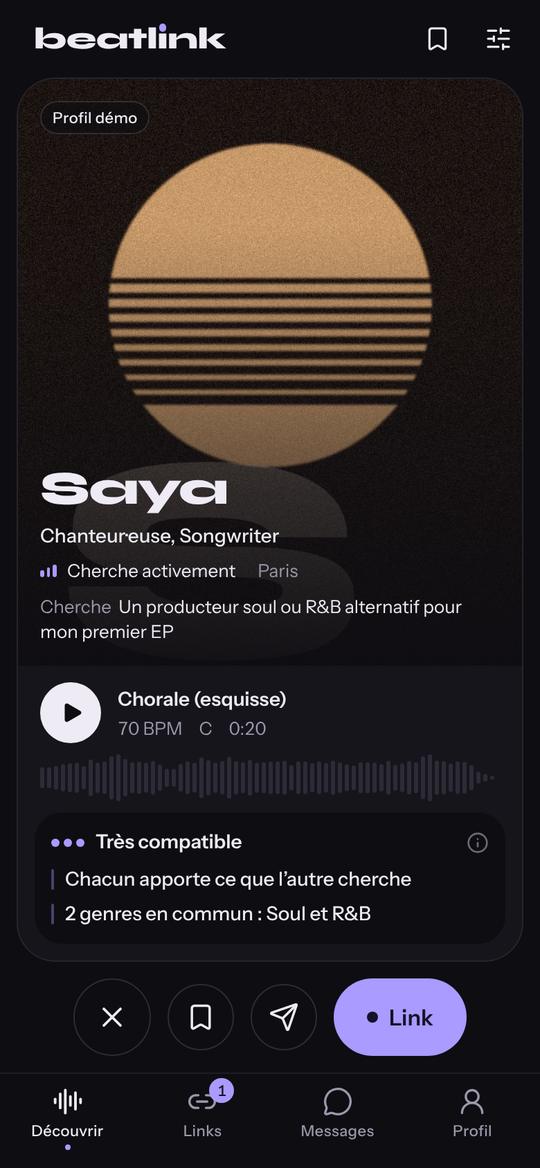 beatlink
Profil démo
Saya
Chanteur·euse, Songwriter
Cherche activement Paris
Cherche Un producteur soul ou R&B alternatif pour
mon premier EP
Chorale (esquisse)
70 BPM C 0:20
Très compatible
Chacun apporte ce que l’autre cherche
2 genres en commun : Soul et R&B
Link
1
Découvrir Links Messages Profil